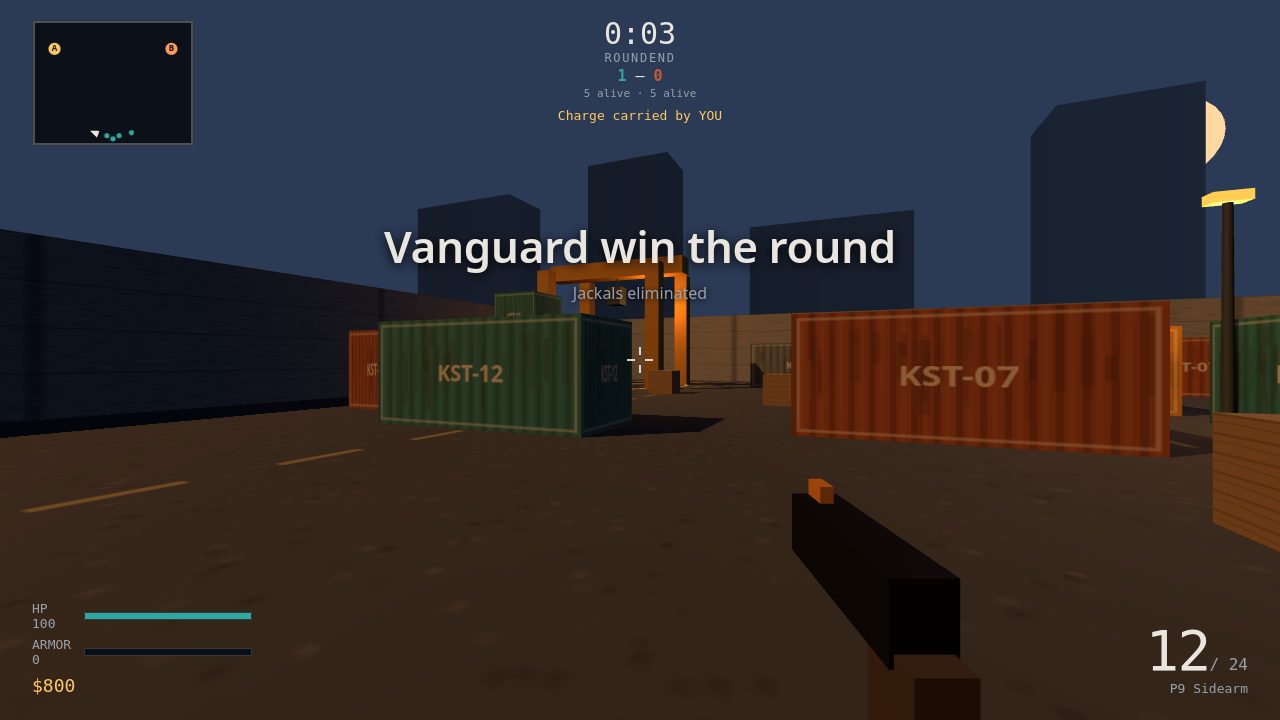 A
B
0:03
ROUNDEND
1 — 0
5 alive · 5 alive
Charge carried by YOU
Vanguard win the round
Jackals eliminated
KST-12
KST-12
KST-07
HP
100
ARMOR
0
$800
12 / 24
P9 Sidearm